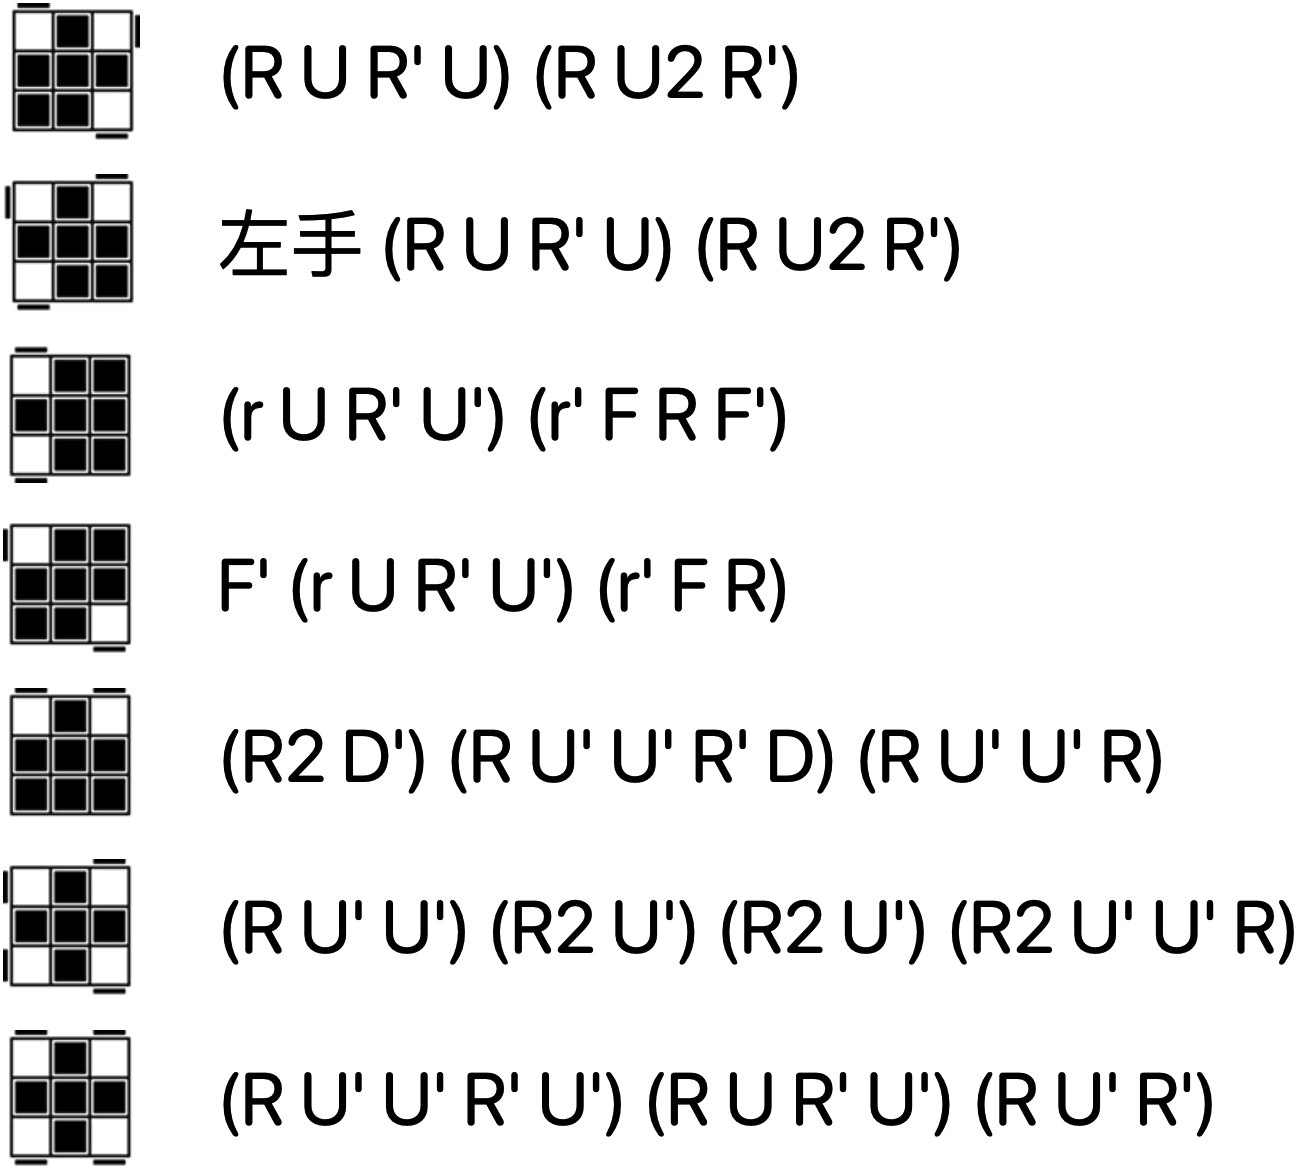 (R U R' U) (R U2 R')
左手 (R U R' U) (R U2 R')
(r U R' U') (r' F R F')
F' (r U R' U') (r' F R)
(R2 D') (R U' U' R' D) (R U' U' R)
(R U' U') (R2 U') (R2 U') (R2 U' U' R)
(R U' U' R' U') (R U R' U') (R U' R')